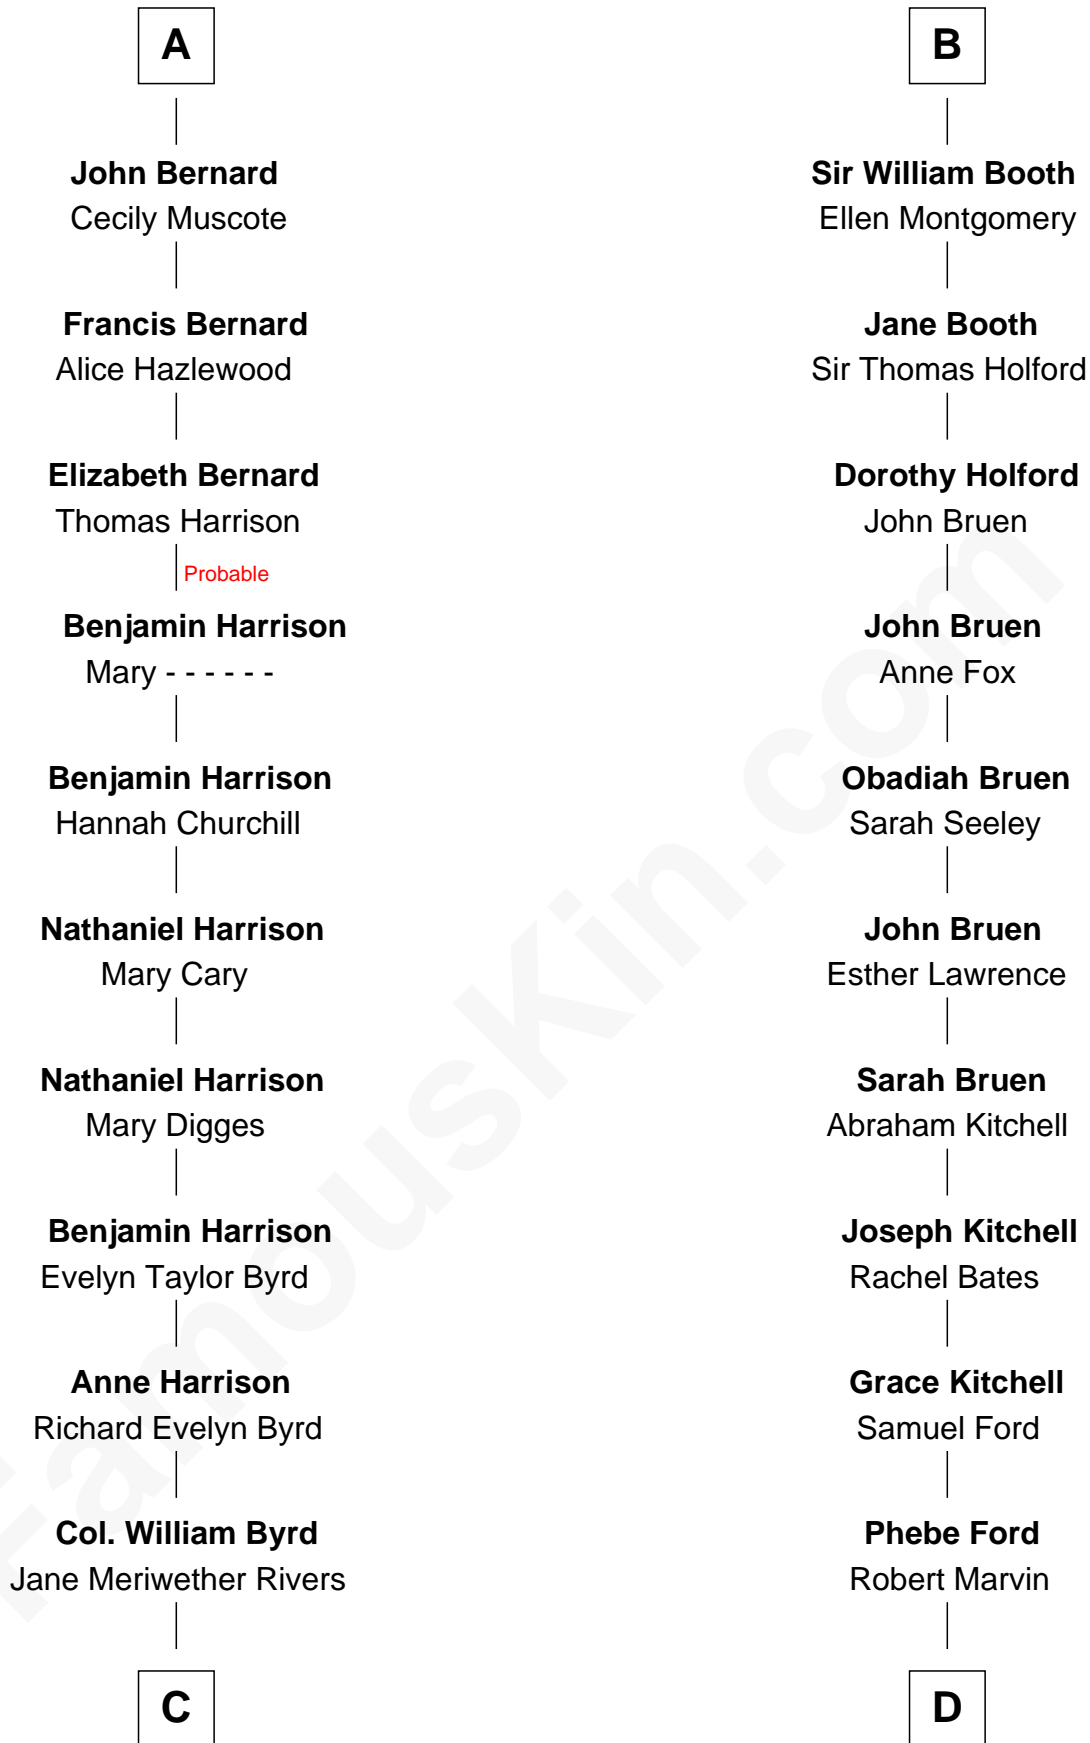 A
John Bernard
Cecily Muscote
Francis Bernard
Alice Hazlewood
Elizabeth Bernard
Thomas Harrison
Probable
Benjamin Harrison
Mary - - - - - -
Benjamin Harrison
Hannah Churchill
Nathaniel Harrison
Mary Cary
Nathaniel Harrison
Mary Digges
Benjamin Harrison
Evelyn Taylor Byrd
Anne Harrison
Richard Evelyn Byrd
Col. William Byrd
Jane Meriwether Rivers
C
B
Sir William Booth
Ellen Montgomery
Jane Booth
Sir Thomas Holford
Dorothy Holford
John Bruen
John Bruen
Anne Fox
Obadiah Bruen
Sarah Seeley
John Bruen
Esther Lawrence
Sarah Bruen
Abraham Kitchell
Joseph Kitchell
Rachel Bates
Grace Kitchell
Samuel Ford
Phebe Ford
Robert Marvin
D
FamousKin.com